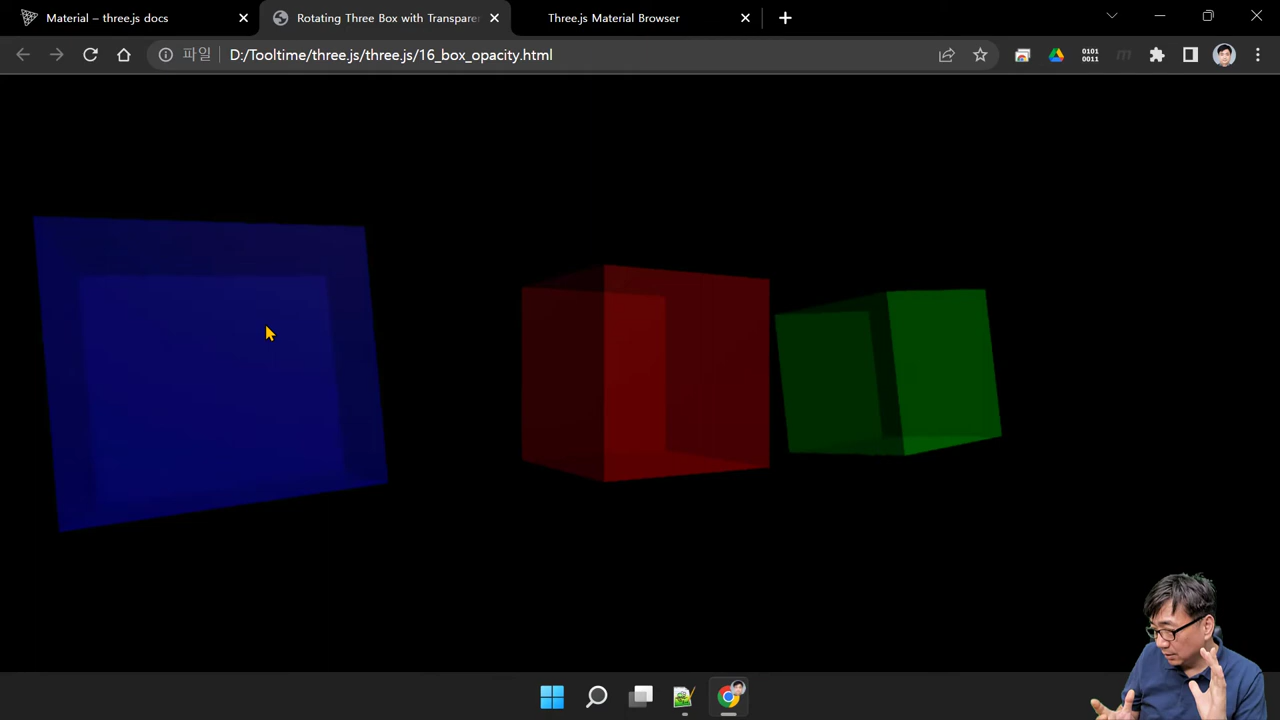 Material – three.js docs
Rotating Three Box with Transparen
Three.js Material Browser
파일
D:/Tooltime/three.js/three.js/16_box_opacity.html
0101
0011
m